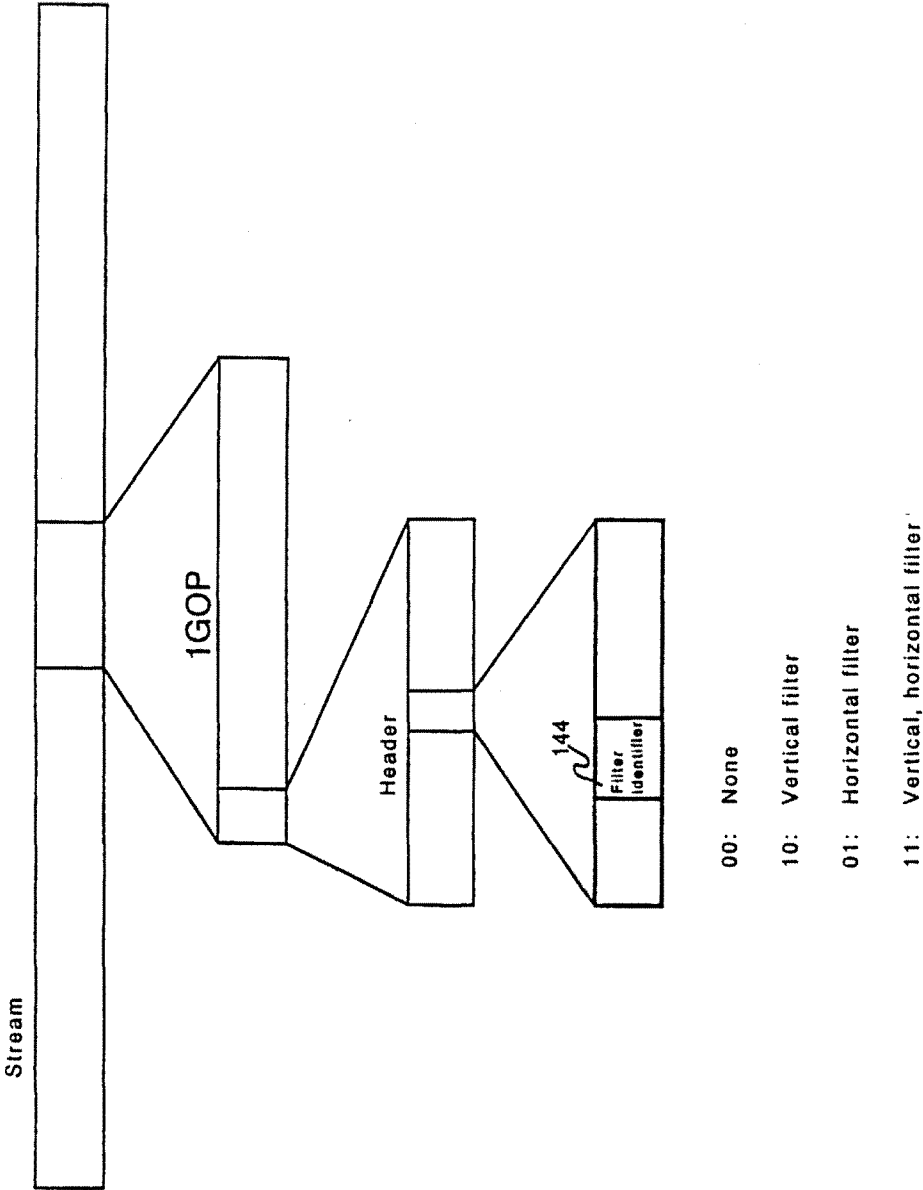 Stream
1GOP
Header
144
Filter
identifier
00: None
10: Vertical filter
01: Horizontal filter
11: Vertical, horizontal filter